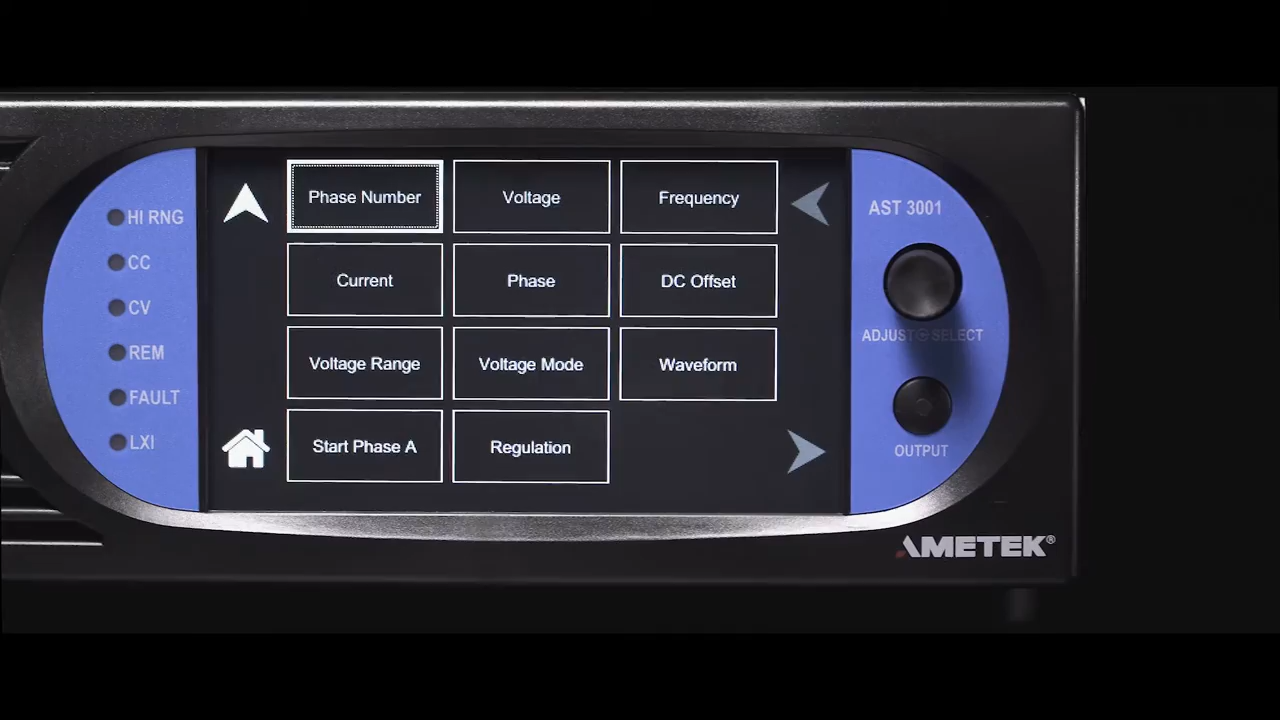 HI RNG
CC
CV
REM
FAULT
LXI
Phase Number
Voltage
Frequency
Current
Phase
DC Offset
Voltage Range
Voltage Mode
Waveform
Start Phase A
Regulation
AST 3001
ADJUST SELECT
OUTPUT
AMETEK®